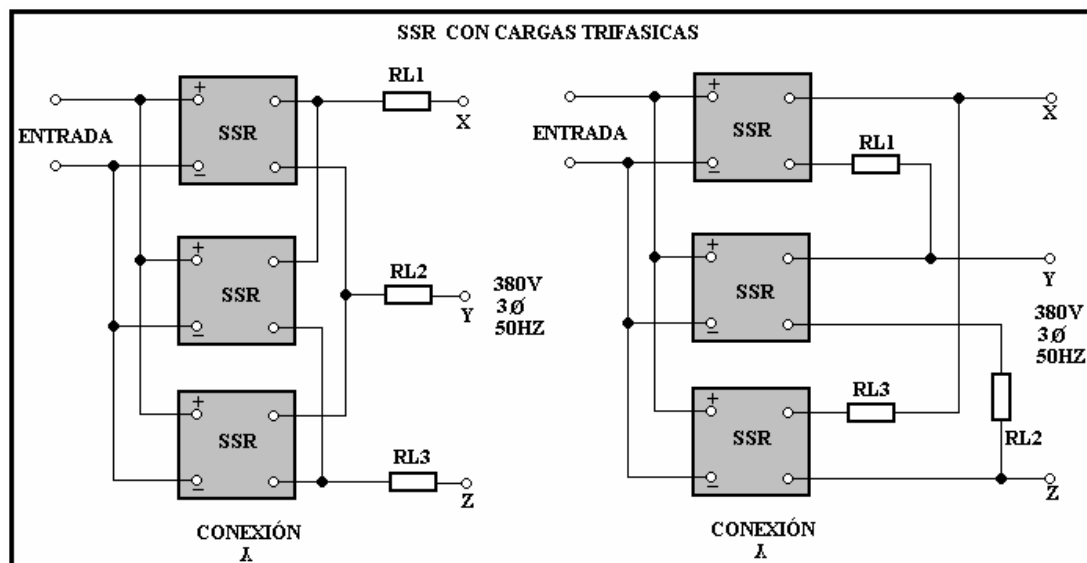 SSR CON CARGAS TRIFASICAS
ENTRADA
+
SSR
_
+
SSR
_
+
SSR
_
RL1
X
RL2
Y
380V
3Ø
50HZ
RL3
Z
CONEXIÓN
ENTRADA
+
SSR
_
+
SSR
_
+
SSR
_
X
RL1
Y
380V
3Ø
50HZ
RL3
RL2
Z
CONEXIÓN